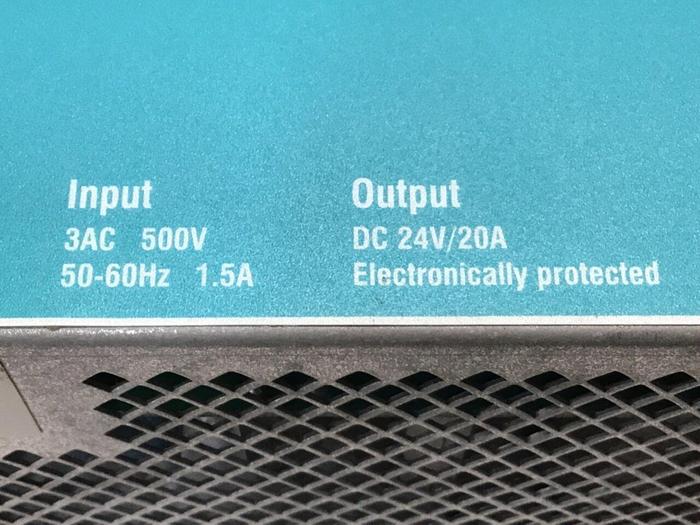 Input
3AC 500V
50-60Hz 1.5A
Output
DC 24V/20A
Electronically protected